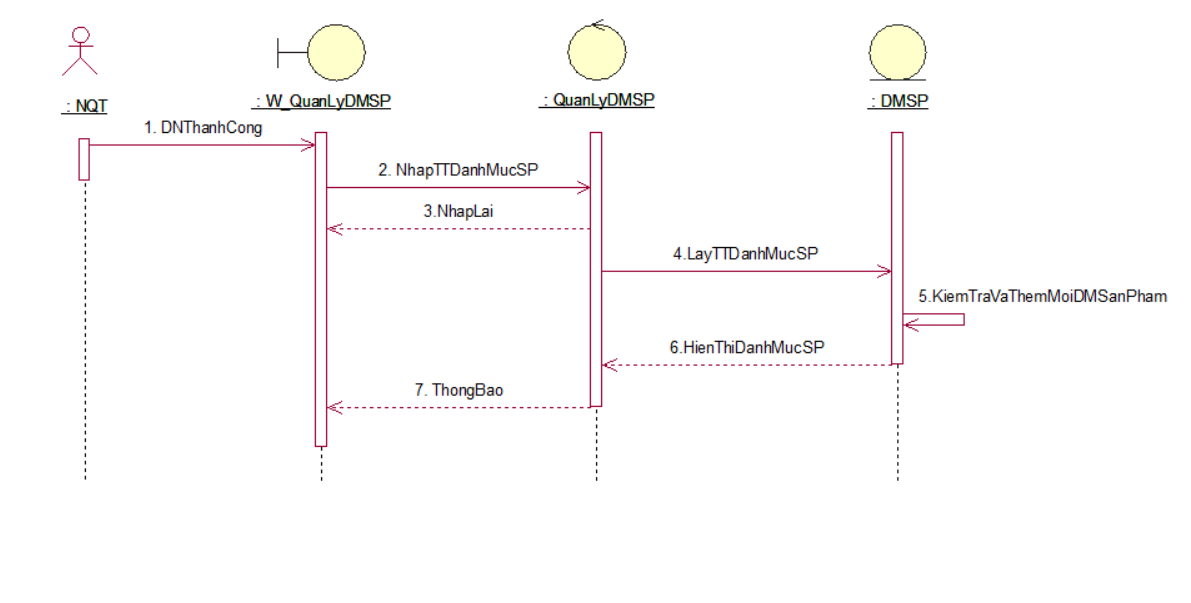 : NQT
: W_QuanLyDMSP
: QuanLyDMSP
: DMSP
1. DNThanhCong
2. NhapTTDanhMucSP
3.NhapLai
4.LayTTDanhMucSP
5.KiemTraVaThemMoiDMSanPham
6.HienThiDanhMucSP
7. ThongBao